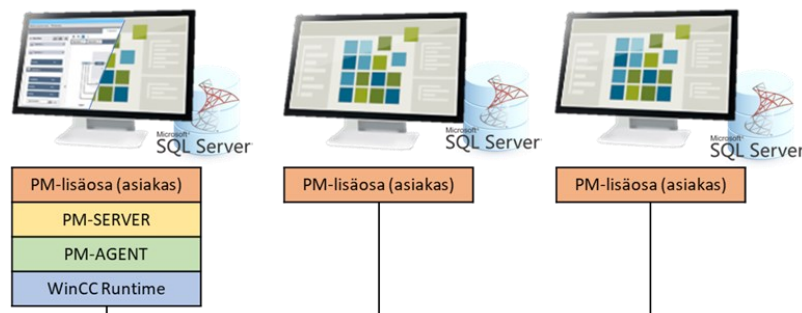 Microsoft®
SQL Server
Microsoft®
SQL Server
Microsoft®
SQL Server
PM-lisäosa (asiakas)
PM-lisäosa (asiakas)
PM-lisäosa (asiakas)
PM-SERVER
PM-AGENT
WinCC Runtime